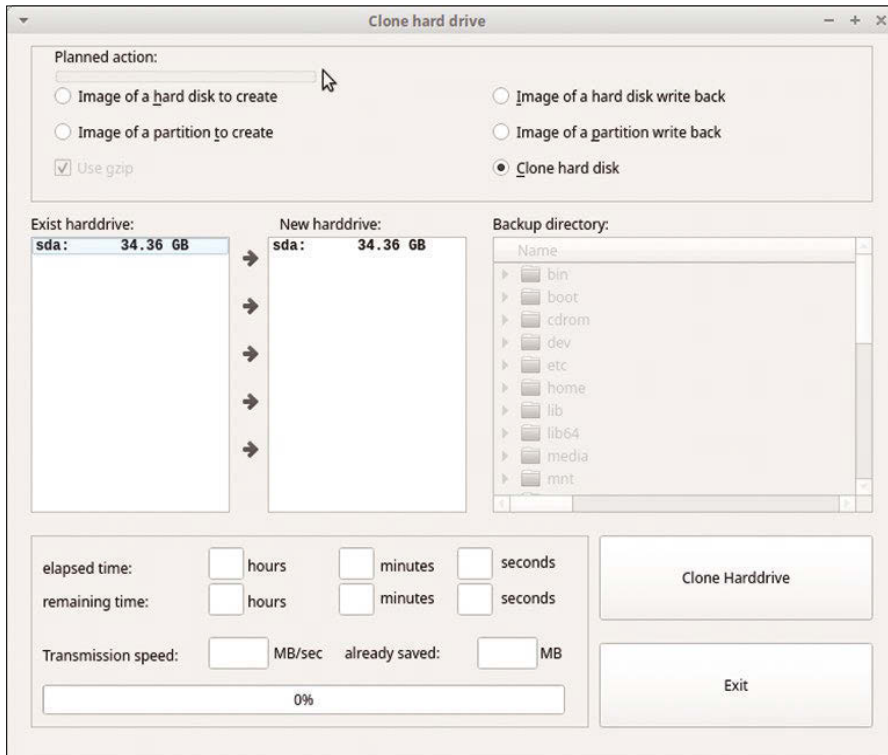 Clone hard drive
Planned action:
Image of a hard disk to create
Image of a hard disk write back
Image of a partition to create
Image of a partition write back
Use gzip
Clone hard disk
Exist harddrive:
New harddrive:
Backup directory:
sda: 34.36 GB
sda: 34.36 GB
Name
bin
boot
cdrom
dev
etc
home
lib
lib64
media
mnt
elapsed time: hours minutes seconds
remaining time: hours minutes seconds
Transmission speed: MB/sec already saved: MB
0%
Clone Harddrive
Exit